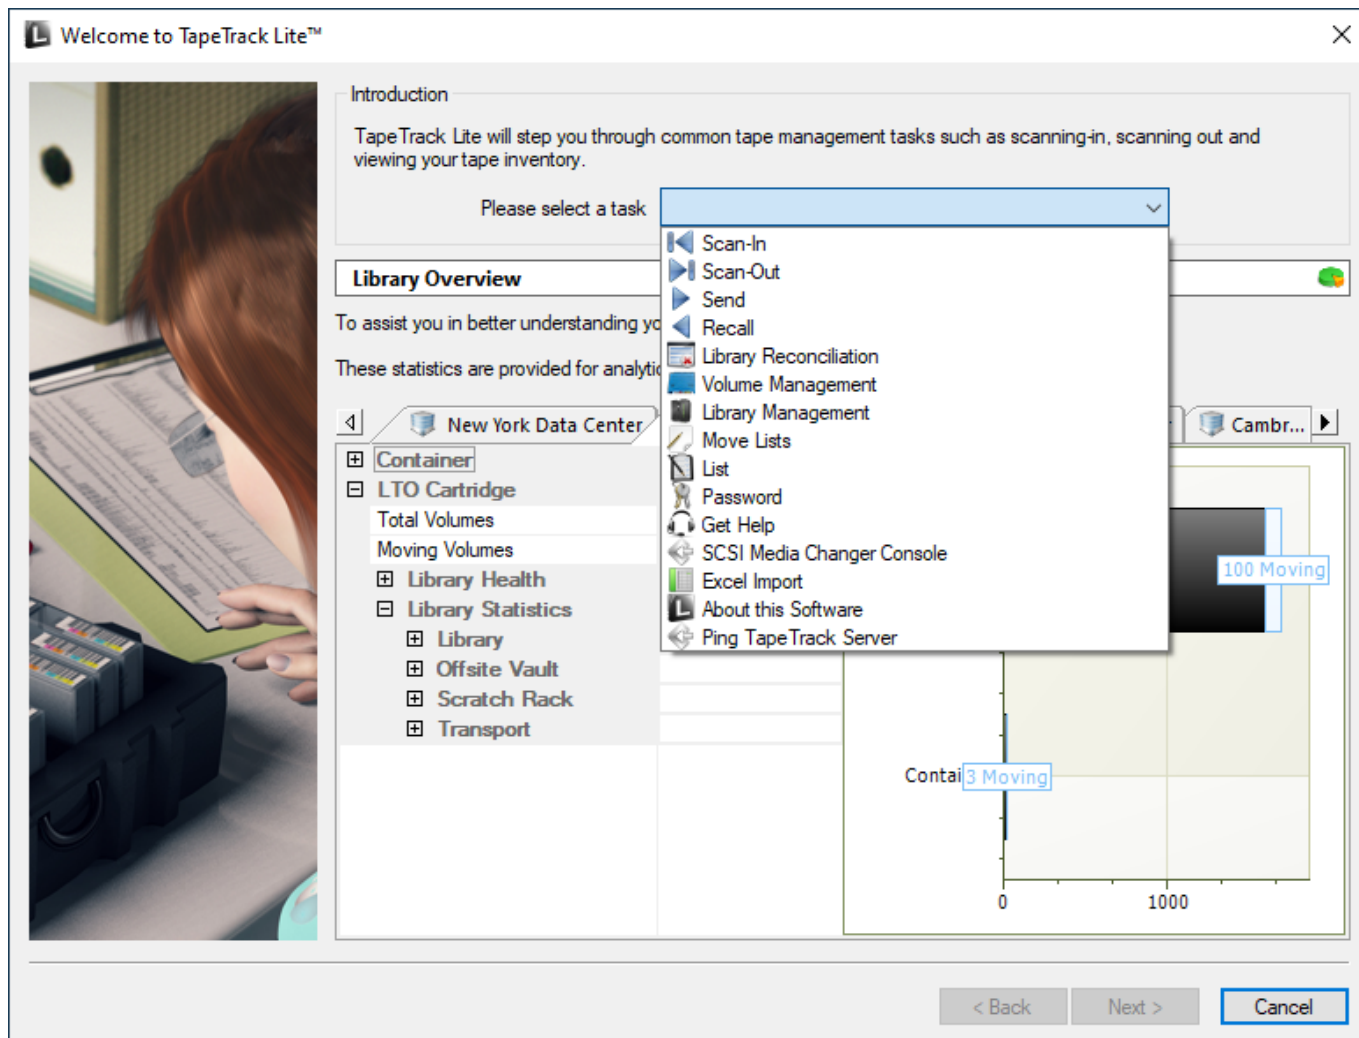 Welcome to TapeTrack Lite™
Introduction
TapeTrack Lite will step you through common tape management tasks such as scanning-in, scanning out and
viewing your tape inventory.
Please select a task
Scan-In
Scan-Out
Send
Recall
Library Reconciliation
Volume Management
Library Management
Move Lists
List
Password
Get Help
SCSI Media Changer Console
Excel Import
About this Software
Ping TapeTrack Server
Library Overview
To assist you in better understanding
These statistics are provided for
New York Data Center
Cambr...
Container
LTO Cartridge
Total Volumes
Moving Volumes
Library Health
Library Statistics
Library
Offsite Vault
Scratch Rack
Transport
100 Moving
Contai
3 Moving
0
1000
< Back
Next >
Cancel